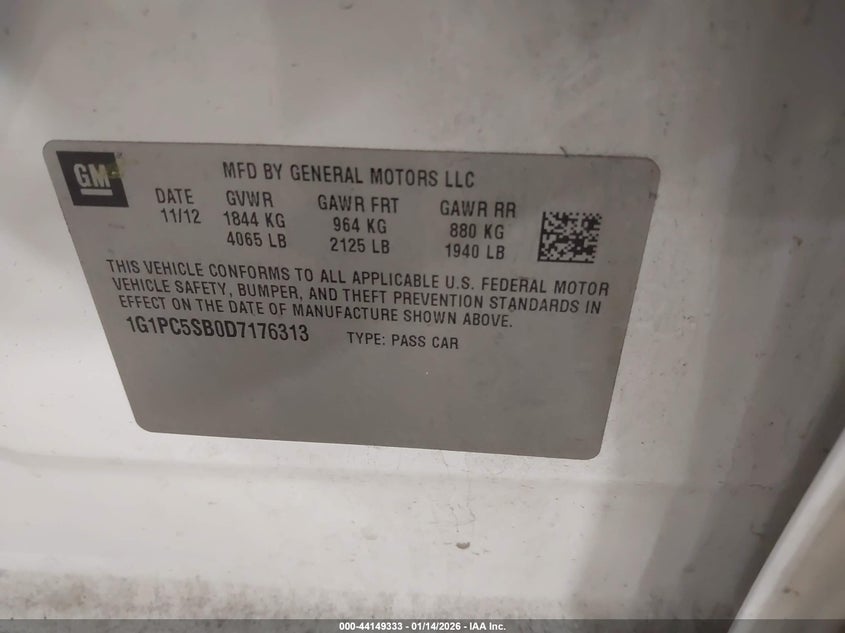 GM
MFD BY GENERAL MOTORS LLC
DATE GVWR GAWR FRT GAWR RR
11/12 1844 KG 964 KG 880 KG
4065 LB 2125 LB 1940 LB
THIS VEHICLE CONFORMS TO ALL APPLICABLE U.S. FEDERAL MOTOR
VEHICLE SAFETY, BUMPER, AND THEFT PREVENTION STANDARDS IN
EFFECT ON THE DATE OF MANUFACTURE SHOWN ABOVE.
1G1PC5SB0D7176313 TYPE: PASS CAR
000-44149333 - 01/14/2026 - IAA Inc.